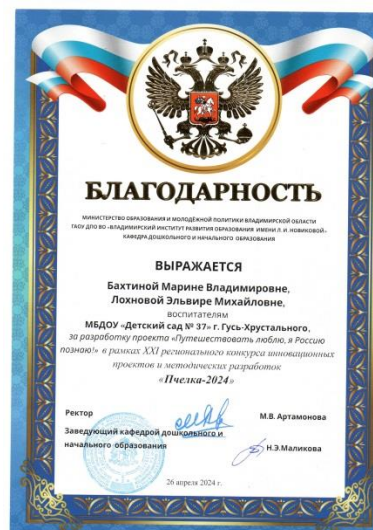 БЛАГОДАРНОСТЬ
МИНИСТЕРСТВО ОБРАЗОВАНИЯ И МОЛОДЁЖНОЙ ПОЛИТИКИ ВЛАДИМИРСКОЙ ОБЛАСТИ
ГАОУ ДПО ВО «ВЛАДИМИРСКИЙ ИНСТИТУТ РАЗВИТИЯ ОБРАЗОВАНИЯ ИМЕНИ Л. И. НОВИКОВОЙ»
КАФЕДРА ДОШКОЛЬНОГО И НАЧАЛЬНОГО ОБРАЗОВАНИЯ
ВЫРАЖАЕТСЯ
Бахтиной Марине Владимировне,
Лохновой Эльвире Михайловне,
воспитателям
МБДОУ «Детский сад № 37» г. Гусь-Хрустального,
за разработку проекта «Путешествовать люблю, я Россию
познаю!» в рамках XXI регионального конкурса инновационных
проектов и методических разработок
«Пчелка-2024»
Ректор М.В. Артамонова
Заведующий кафедрой дошкольного и
начального образования Н.Э.Маликова
26 апреля 2024 г.